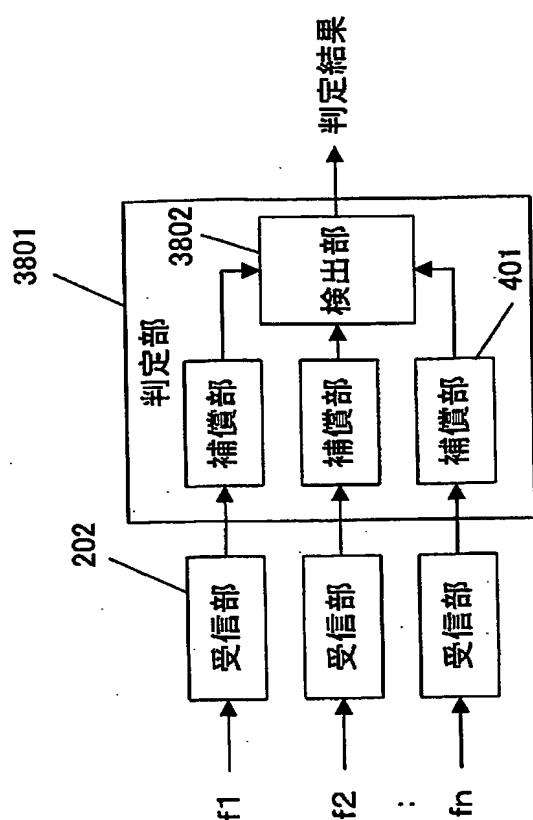 3801
判定部
202
3802
f1
受信部
補償部
検出部
判定結果
f2
受信部
補償部
:
fn
受信部
補償部
401